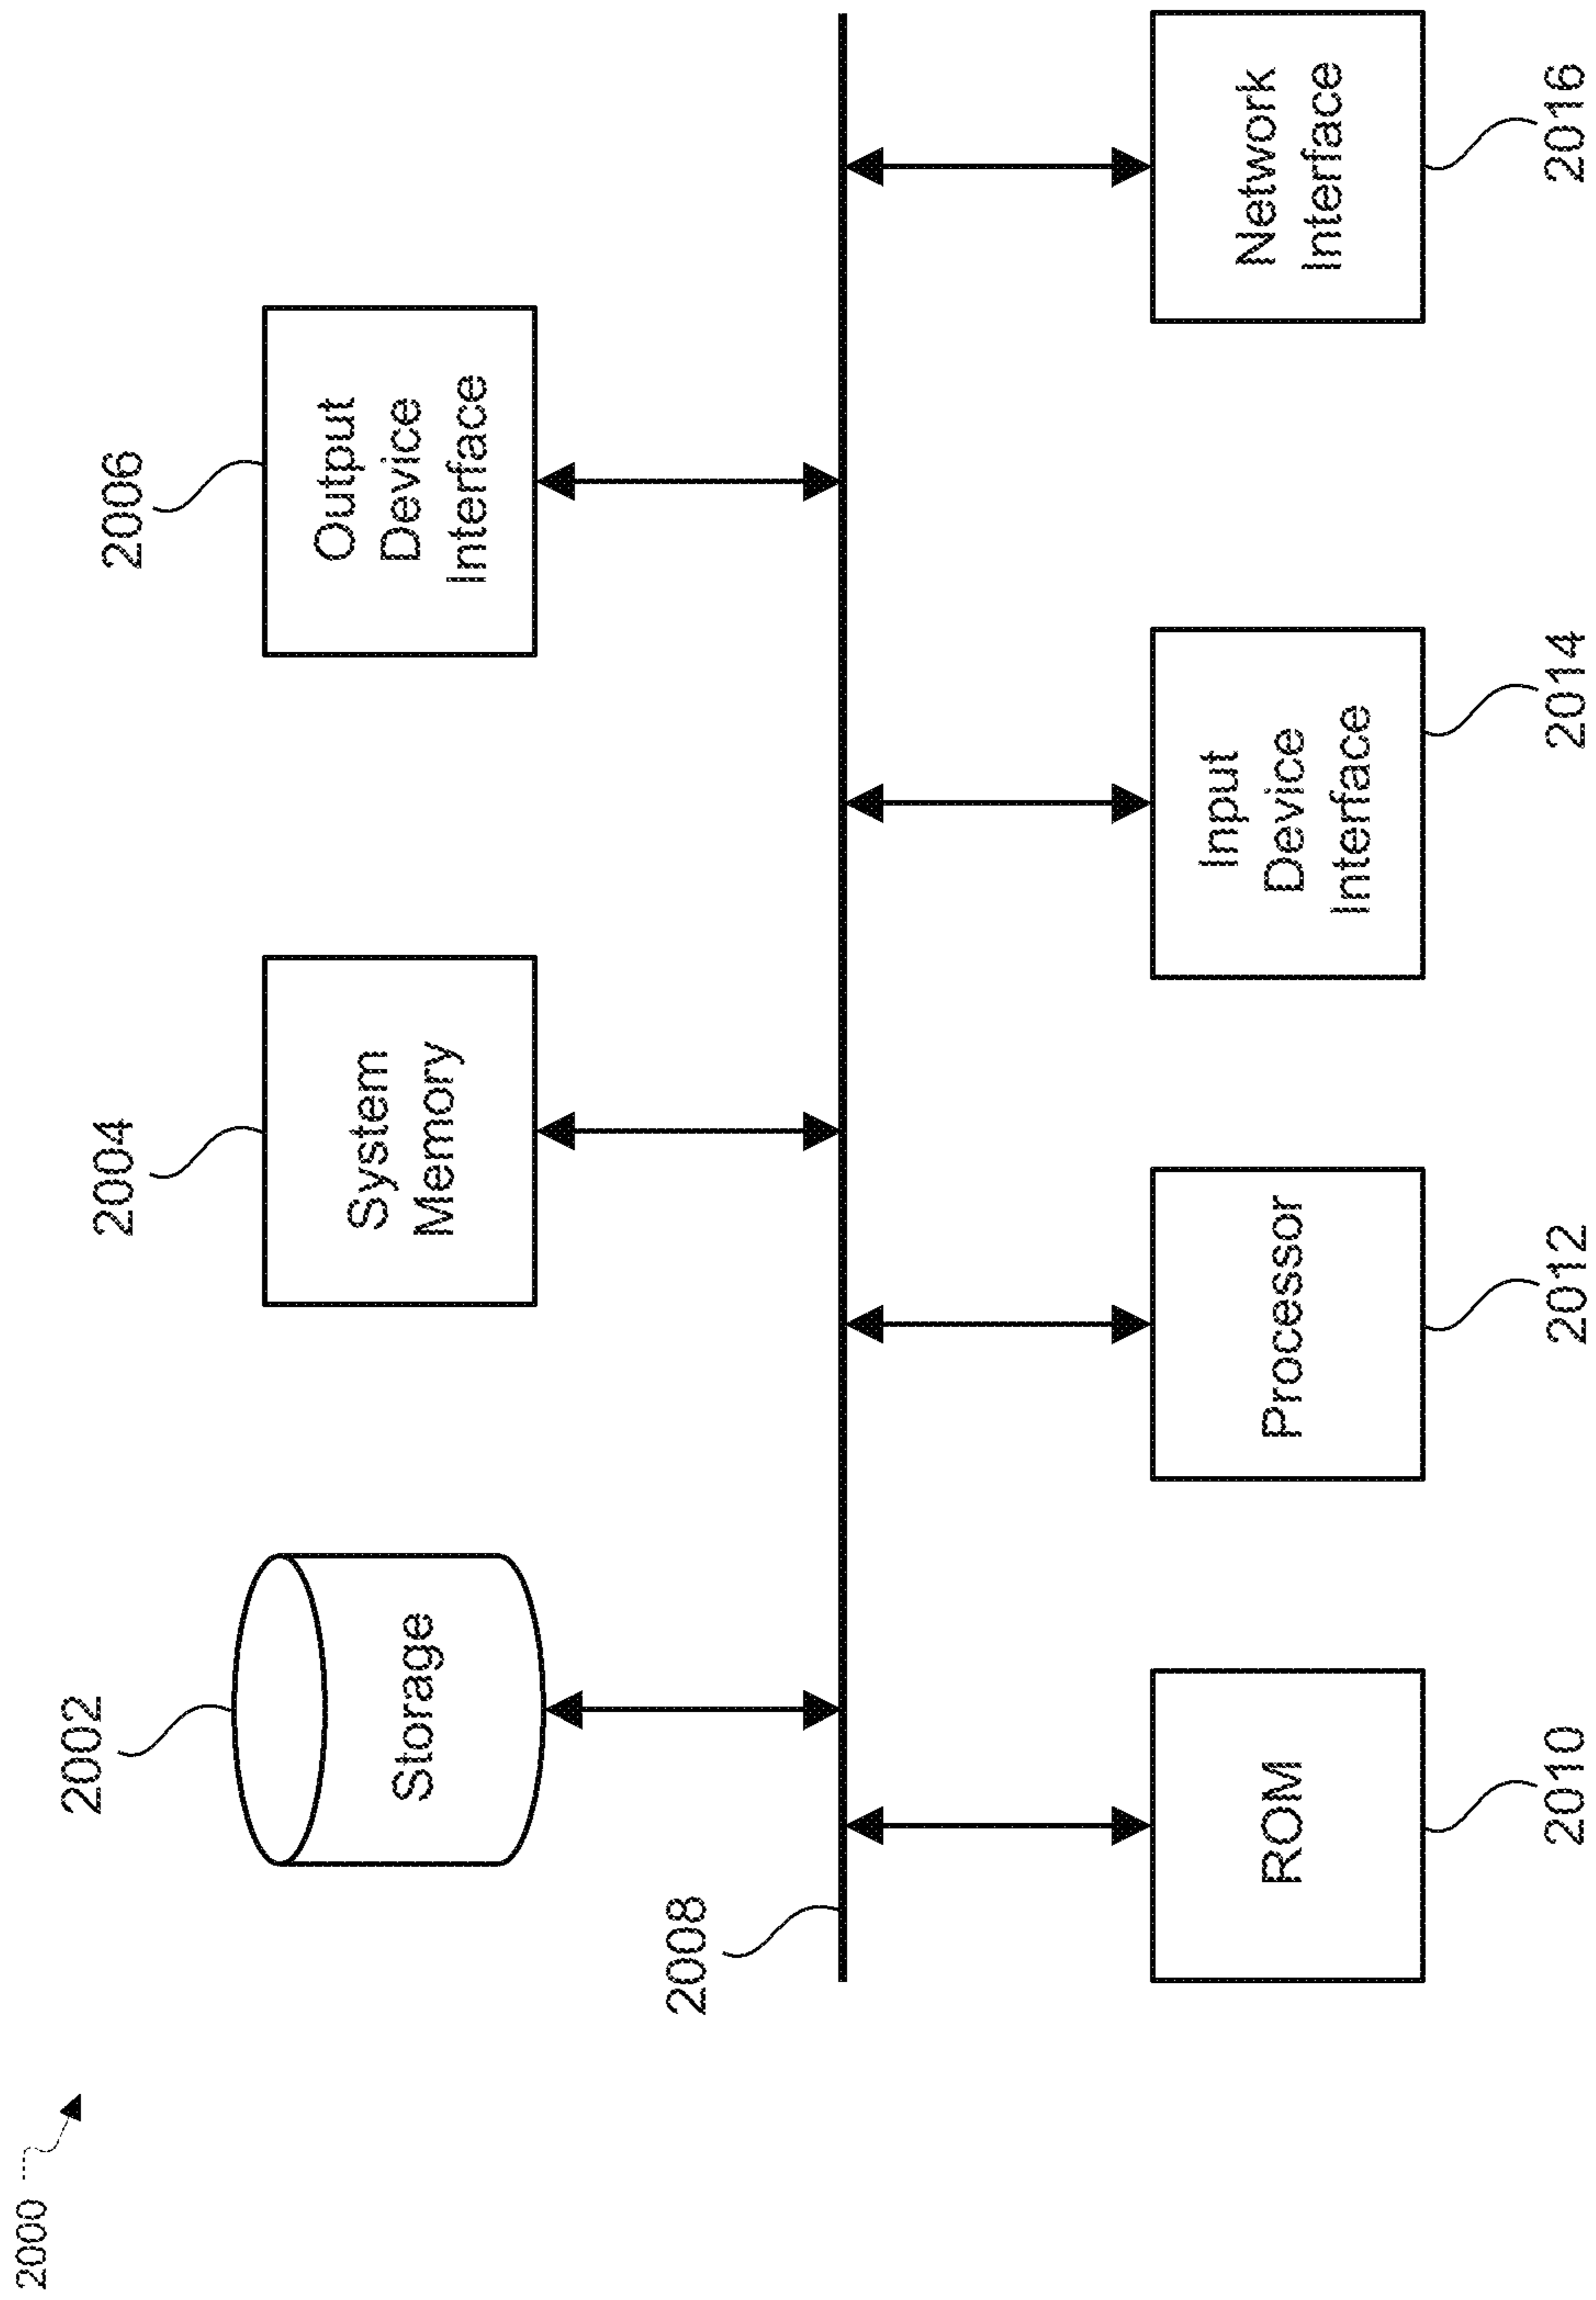 2000
2002
2004
2006
Storage
System
Memory
Output
Device
Interface
2008
ROM
Processor
Input
Device
Interface
Network
Interface
2010
2012
2014
2016